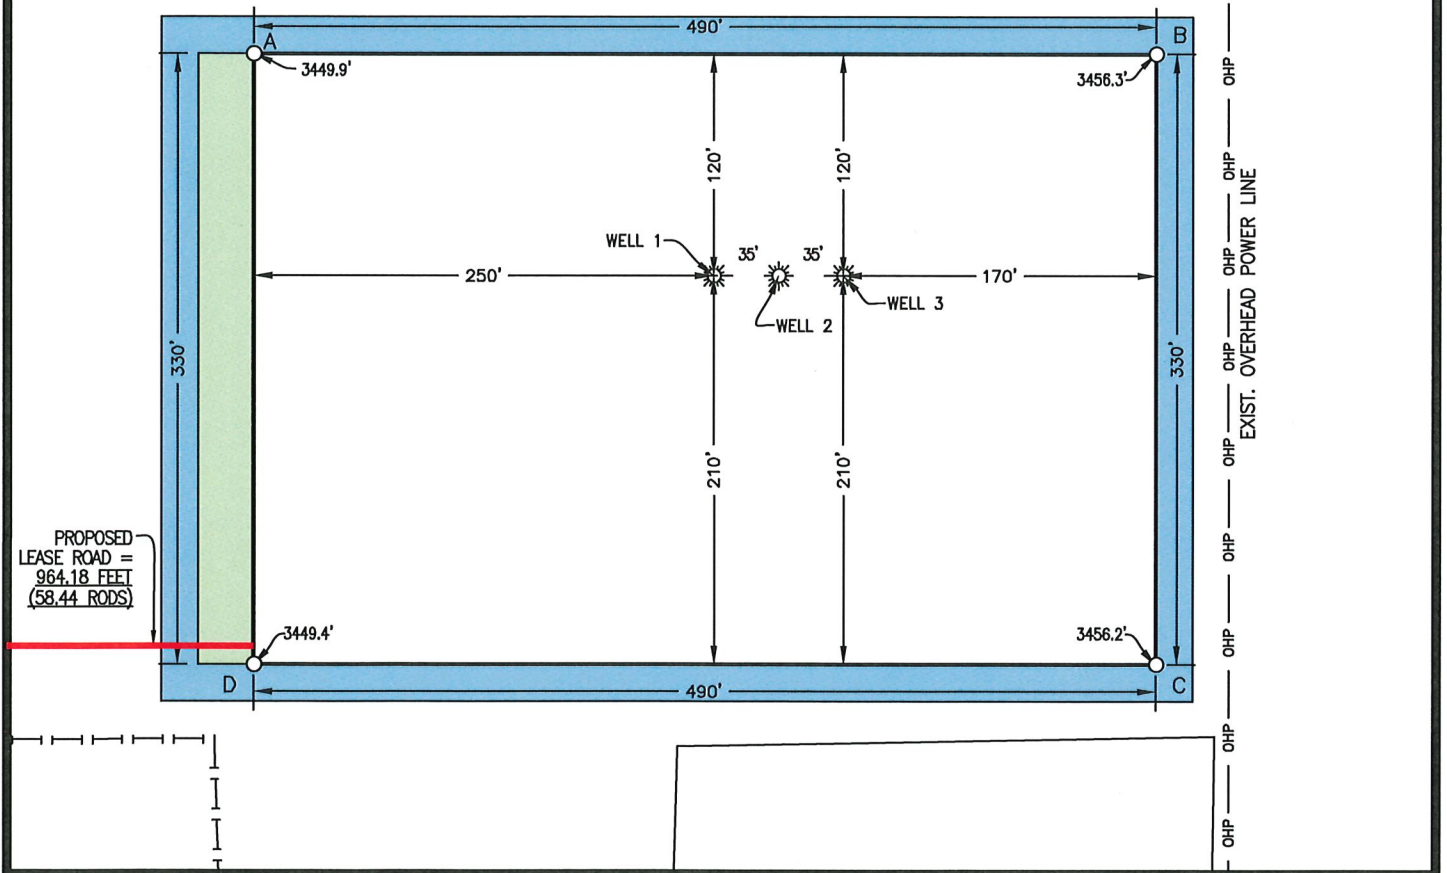 490'
A
B
3449.9'
3456.3'
OHP
120'
120'
OHP
WELL 1
35'
35'
250'
170'
OHP
WELL 3
WELL 2
330'
330'
OHP
EXIST. OVERHEAD POWER LINE
OHP
210'
210'
PROPOSED
LEASE ROAD =
964.18 FEET
(58.44 RODS)
OHP
3449.4'
3456.2'
OHP
D
490'
C
OHP
OHP